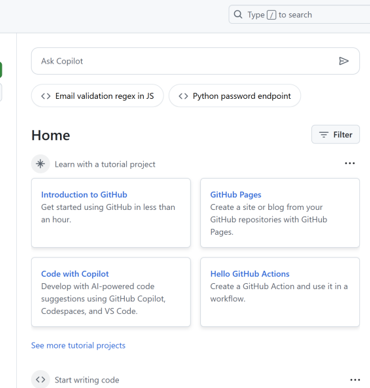 Type / to search
Ask Copilot
Email validation regex in JS
Python password endpoint
Home
Filter
Learn with a tutorial project
Introduction to GitHub
Get started using GitHub in less than
an hour.
GitHub Pages
Create a site or blog from your
GitHub repositories with GitHub
Pages.
Code with Copilot
Develop with AI-powered code
suggestions using GitHub Copilot,
Codespaces, and VS Code.
Hello GitHub Actions
Create a GitHub Action and use it in a
workflow.
See more tutorial projects
Start writing code